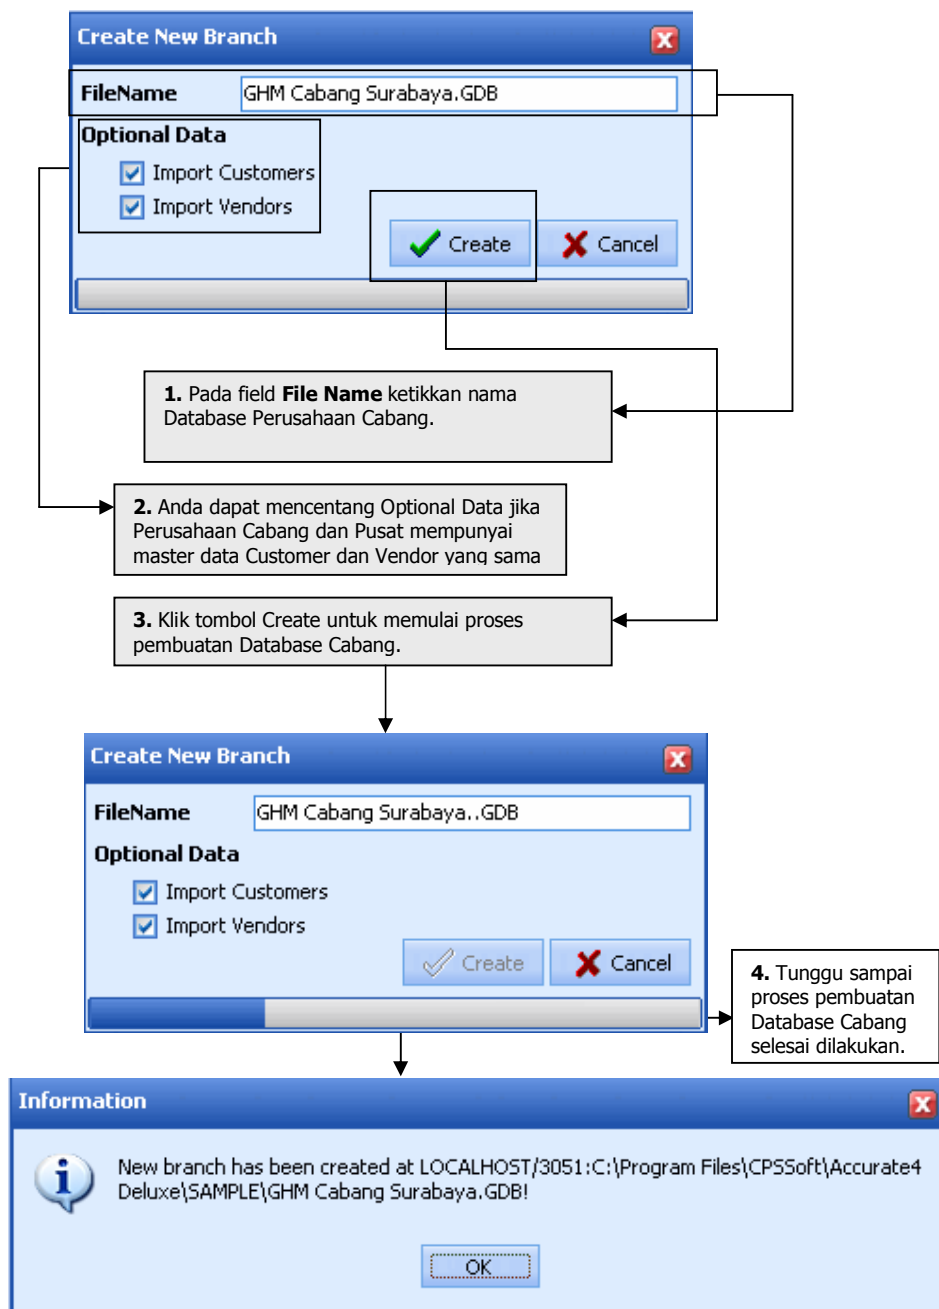 Create New Branch
FileName GHM Cabang Surabaya.GDB
Optional Data
Import Customers
Import Vendors
Create Cancel
1. Pada field File Name ketikkan nama
Database Perusahaan Cabang.
2. Anda dapat mencentang Optional Data jika
Perusahaan Cabang dan Pusat mempunyai
master data Customer dan Vendor yang sama
3. Klik tombol Create untuk memulai proses
pembuatan Database Cabang.
Create New Branch
FileName GHM Cabang Surabaya..GDB
Optional Data
Import Customers
Import Vendors
Create Cancel
4. Tunggu sampai
proses pembuatan
Database Cabang
selesai dilakukan.
Information
New branch has been created at LOCALHOST/3051:C:\Program Files\CPSSoft\Accurate4
Deluxe\SAMPLE\GHM Cabang Surabaya.GDB!
OK